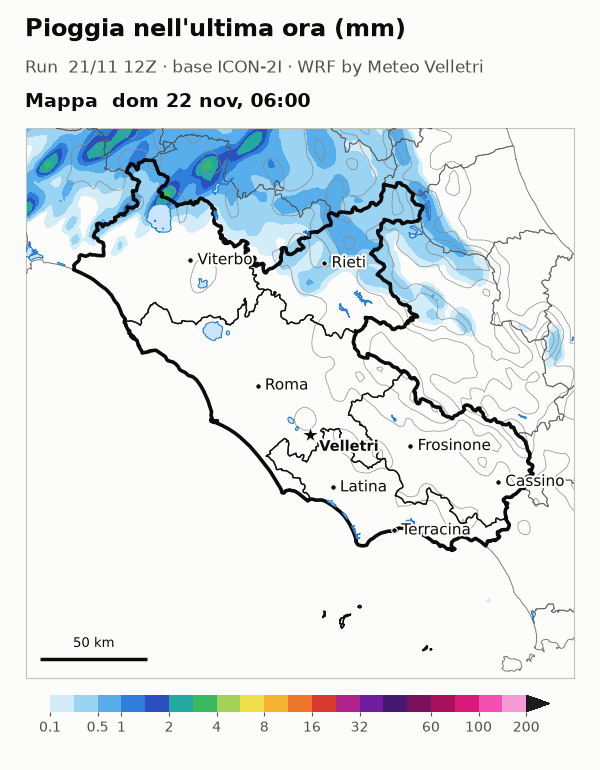 Pioggia nell'ultima ora (mm)
Run  21/11 12Z · base ICON-2I · WRF by Meteo Velletri
Mappa  dom 22 nov, 06:00
Viterbo
Rieti
Roma
Velletri
Frosinone
Latina
Cassino
Terracina
50 km
0.1 0.5 1 2 4 8 16 32 60 100 200